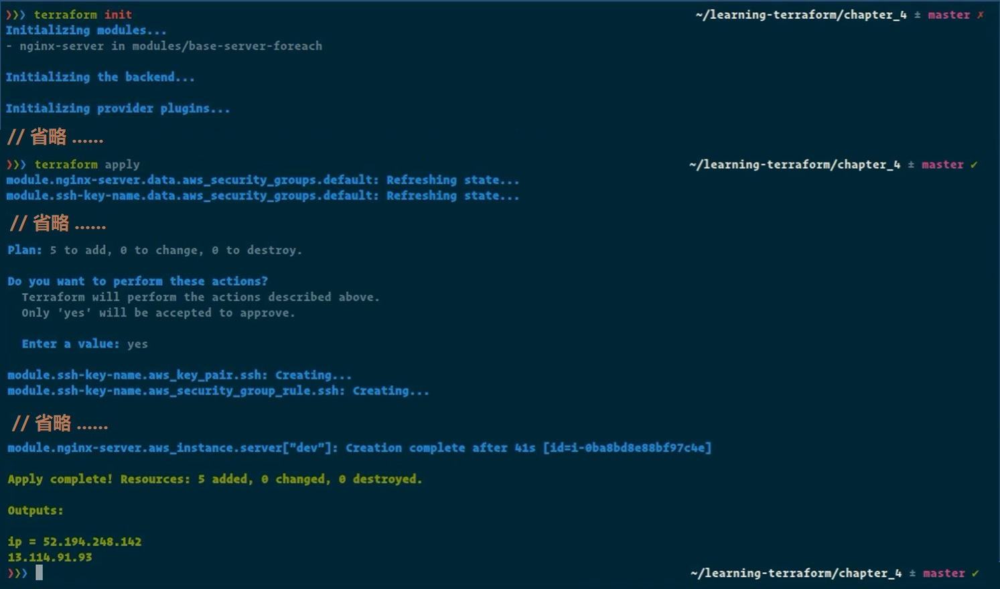 ❯❯❯ terraform init ~/learning-terraform/chapter_4 ± master ✗
Initializing modules...
- nginx-server in modules/base-server-foreach
Initializing the backend...
Initializing provider plugins...
// 省略 ......
❯❯❯ terraform apply ~/learning-terraform/chapter_4 ± master ✓
module.nginx-server.data.aws_security_groups.default: Refreshing state...
module.ssh-key-name.data.aws_security_groups.default: Refreshing state...
// 省略 ......
Plan: 5 to add, 0 to change, 0 to destroy.
Do you want to perform these actions?
Terraform will perform the actions described above.
Only 'yes' will be accepted to approve.
Enter a value: yes
module.ssh-key-name.aws_key_pair.ssh: Creating...
module.ssh-key-name.aws_security_group_rule.ssh: Creating...
// 省略 ......
module.nginx-server.aws_instance.server["dev"]: Creation complete after 41s [id=i-0ba8bd8e88bf97c4e]
Apply complete! Resources: 5 added, 0 changed, 0 destroyed.
Outputs:
ip = 52.194.248.142
13.114.91.93
❯❯❯ ~/learning-terraform/chapter_4 ± master ✓